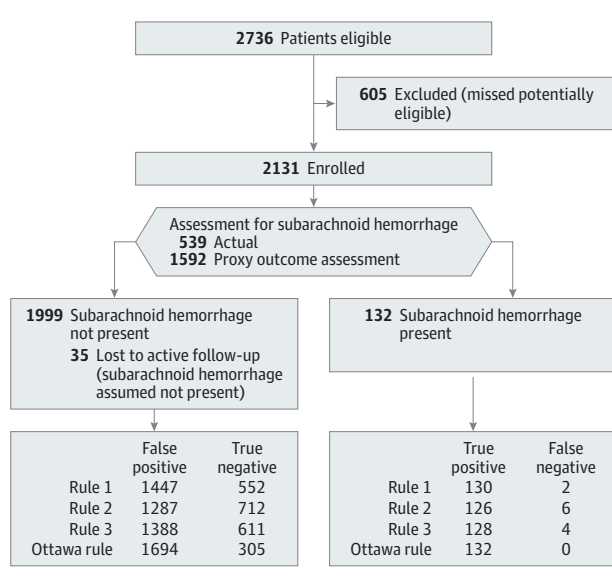 2736 Patients eligible
605 Excluded (missed potentially
eligible)
2131 Enrolled
Assessment for subarachnoid hemorrhage
539 Actual
1592 Proxy outcome assessment
1999 Subarachnoid hemorrhage
not present
35 Lost to active follow-up
(subarachnoid hemorrhage
assumed not present)
132 Subarachnoid hemorrhage
present
False True
positive negative
Rule 1 1447 552
Rule 2 1287 712
Rule 3 1388 611
Ottawa rule 1694 305
True False
positive negative
Rule 1 130 2
Rule 2 126 6
Rule 3 128 4
Ottawa rule 132 0